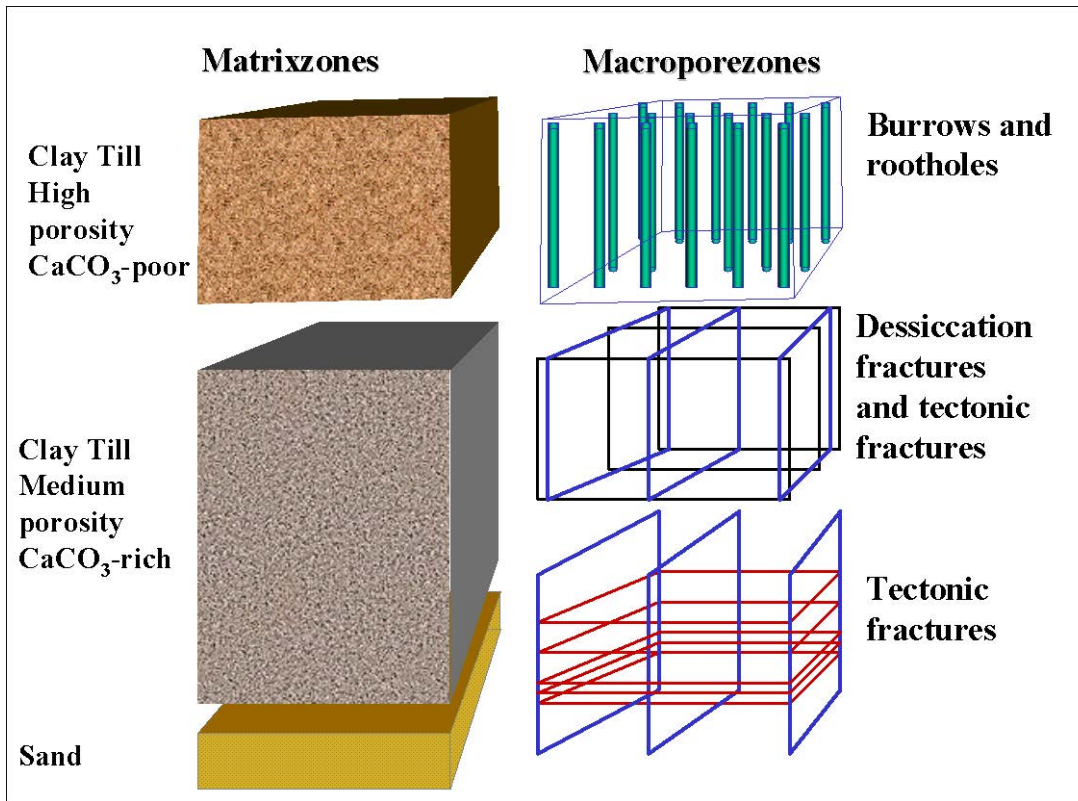 Matrixzones
Macroporezones
Clay Till
High
porosity
CaCO₃-poor
Burrows and
rootholes
Dessiccation
fractures
and tectonic
fractures
Clay Till
Medium
porosity
CaCO₃-rich
Tectonic
fractures
Sand